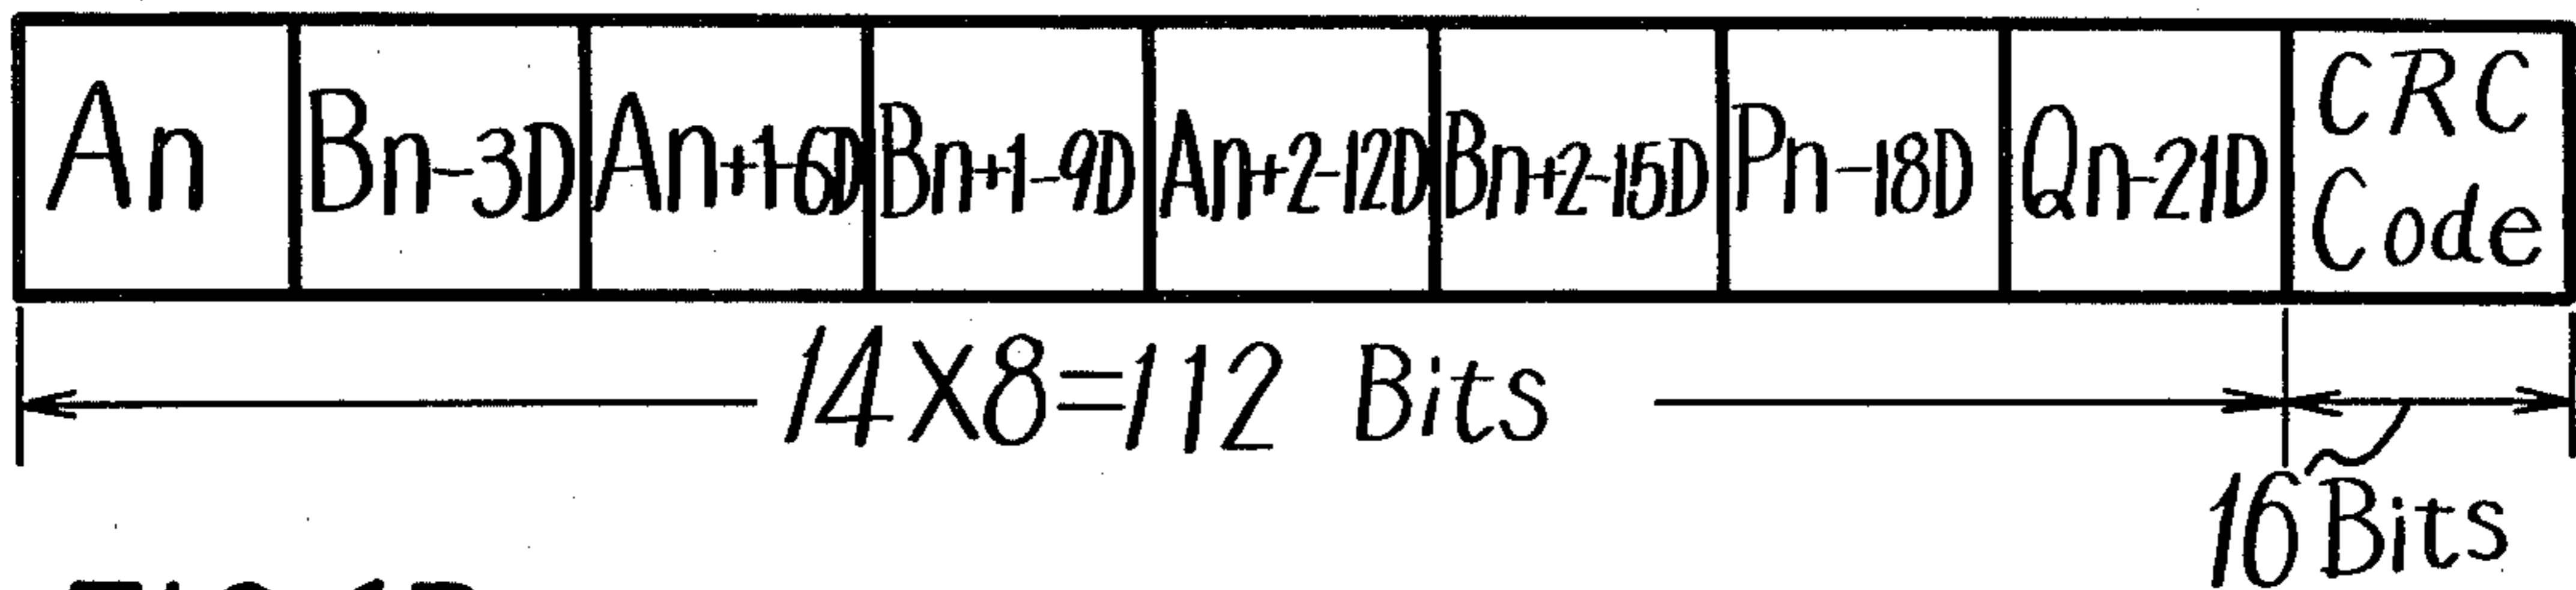 An Bn-3D An+1-6D Bn+1-9D An+2-12D Bn+2-15D Pn-18D Qn-21D CRC
Code
14X8=112 Bits
16 Bits